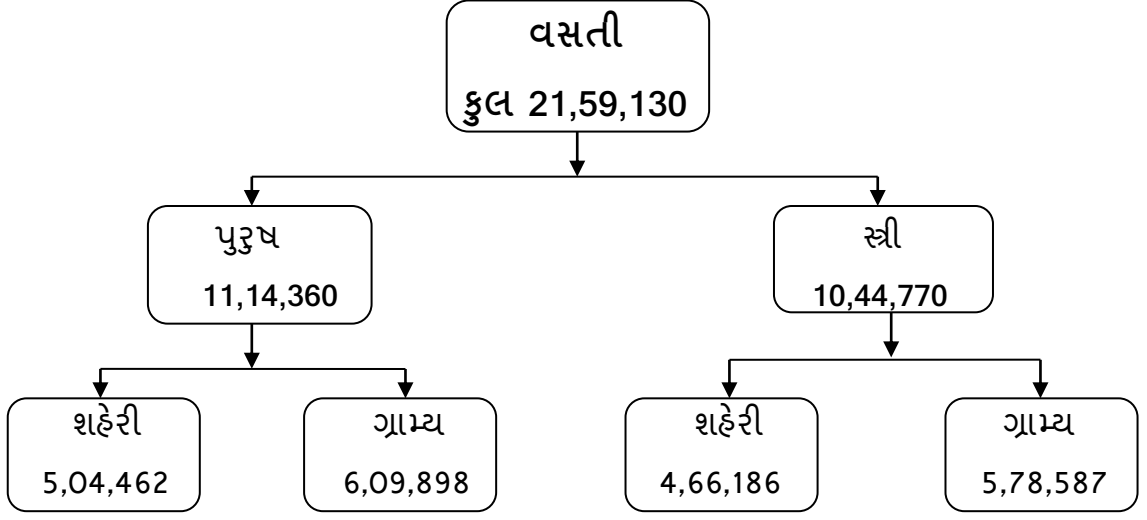 વસતી
કુલ 21,59,130
પુરુષ
11,14,360
સ્ત્રી
10,44,770
શહેરી
5,04,462
ગ્રામ્ય
6,09,898
શહેરી
4,66,186
ગ્રામ્ય
5,78,587